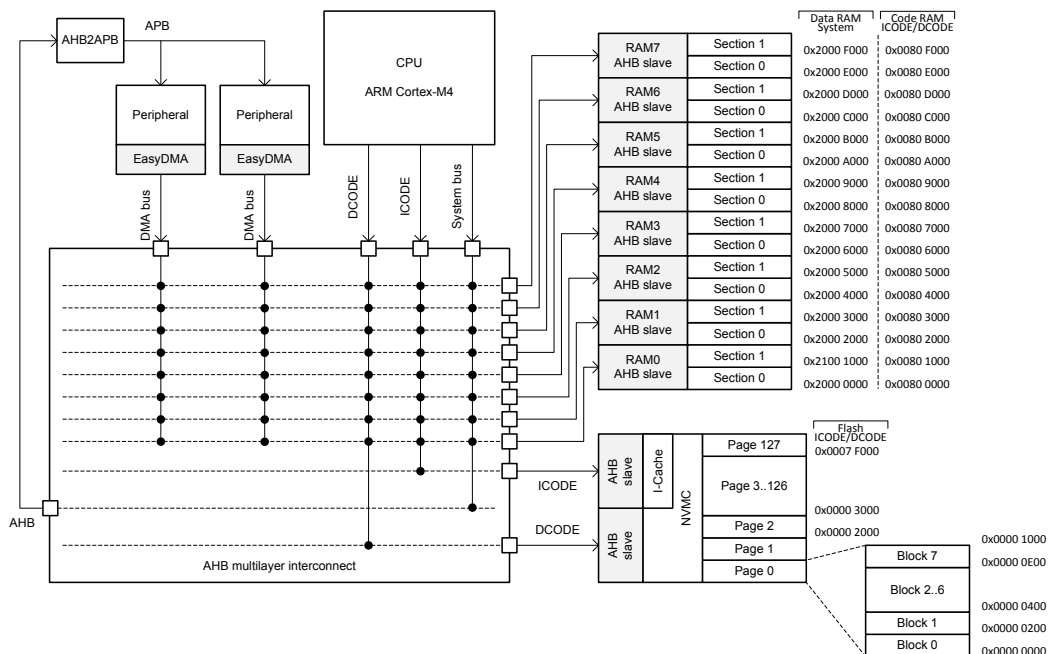 AHB2APB
APB
Peripheral
EasyDMA
Peripheral
EasyDMA
CPU
ARM Cortex-M4
DMA bus
DMA bus
DCODE
ICODE
System bus
AHB multilayer interconnect
AHB
ICODE
DCODE
Data RAM
System
Code RAM
ICODE/DCODE
RAM7
AHB slave
Section 1
0x2000 F000
0x0080 F000
Section 0
0x2000 E000
0x0080 E000
RAM6
AHB slave
Section 1
0x2000 D000
0x0080 D000
Section 0
0x2000 C000
0x0080 C000
RAM5
AHB slave
Section 1
0x2000 B000
0x0080 B000
Section 0
0x2000 A000
0x0080 A000
RAM4
AHB slave
Section 1
0x2000 9000
0x0080 9000
Section 0
0x2000 8000
0x0080 8000
RAM3
AHB slave
Section 1
0x2000 7000
0x0080 7000
Section 0
0x2000 6000
0x0080 6000
RAM2
AHB slave
Section 1
0x2000 5000
0x0080 5000
Section 0
0x2000 4000
0x0080 4000
RAM1
AHB slave
Section 1
0x2000 3000
0x0080 3000
Section 0
0x2000 2000
0x0080 2000
RAM0
AHB slave
Section 1
0x2100 1000
0x0080 1000
Section 0
0x2000 0000
0x0080 0000
Flash
ICODE/DCODE
AHB
slave
I-Cache
AHB
slave
NVMC
Page 127
0x0007 F000
Page 3..126
0x0000 3000
Page 2
0x0000 2000
Page 1
Page 0
0x0000 1000
Block 7
0x0000 0E00
Block 2..6
0x0000 0400
Block 1
0x0000 0200
Block 0
0x0000 0000